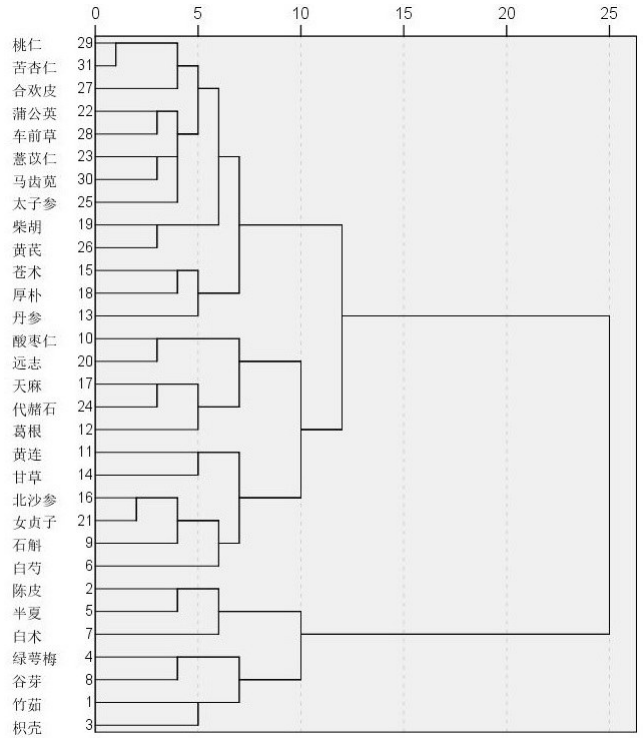 0 5 10 15 20 25
桃仁 29
苦杏仁 31
合欢皮 27
蒲公英 22
车前草 28
薏苡仁 23
马齿苋 30
太子参 25
柴胡 19
黄芪 26
苍术 15
厚朴 18
丹参 13
酸枣仁 10
远志 20
天麻 17
代赭石 24
葛根 12
黄连 11
甘草 14
北沙参 16
女贞子 21
石斛 9
白芍 6
陈皮 2
半夏 5
白术 7
绿萼梅 4
谷芽 8
竹茹 1
枳壳 3